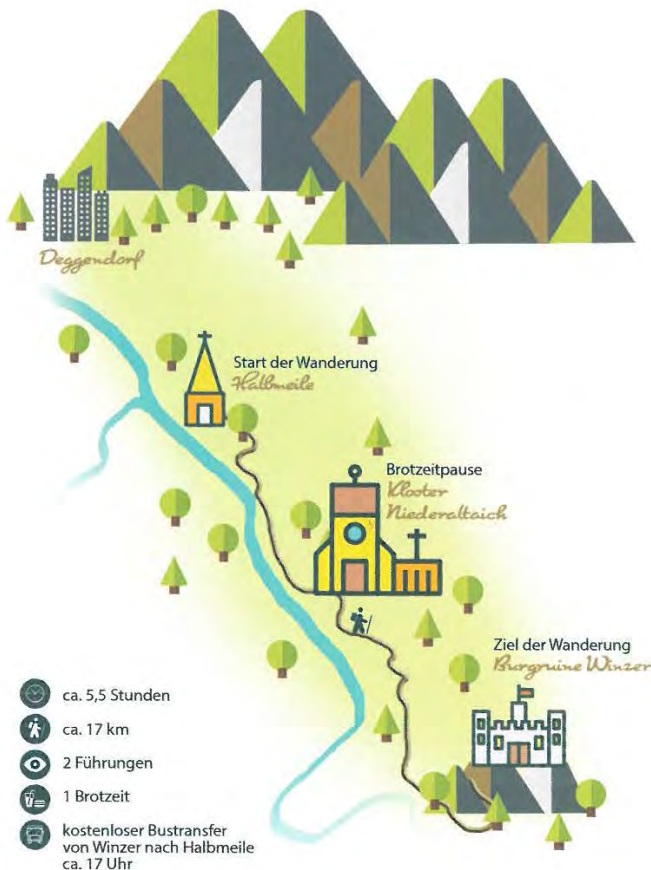 Deggendorf
Start der Wanderung
Halbmeile
Brotzeitpause
Kloster
Niederaltaich
Ziel der Wanderung
Burgruine Winzer
ca. 5,5 Stunden
ca. 17 km
2 Führungen
1 Brotzeit
kostenloser Bustransfer
von Winzer nach Halbmeile
ca. 17 Uhr